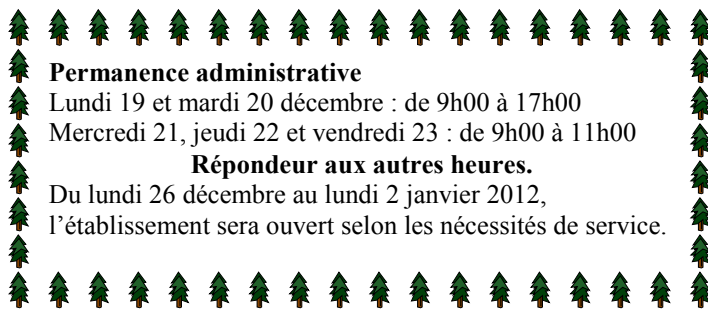 Permanence administrative
Lundi 19 et mardi 20 décembre : de 9h00 à 17h00
Mercredi 21, jeudi 22 et vendredi 23 : de 9h00 à 11h00
Répondeur aux autres heures.
Du lundi 26 décembre au lundi 2 janvier 2012,
l’établissement sera ouvert selon les nécessités de service.